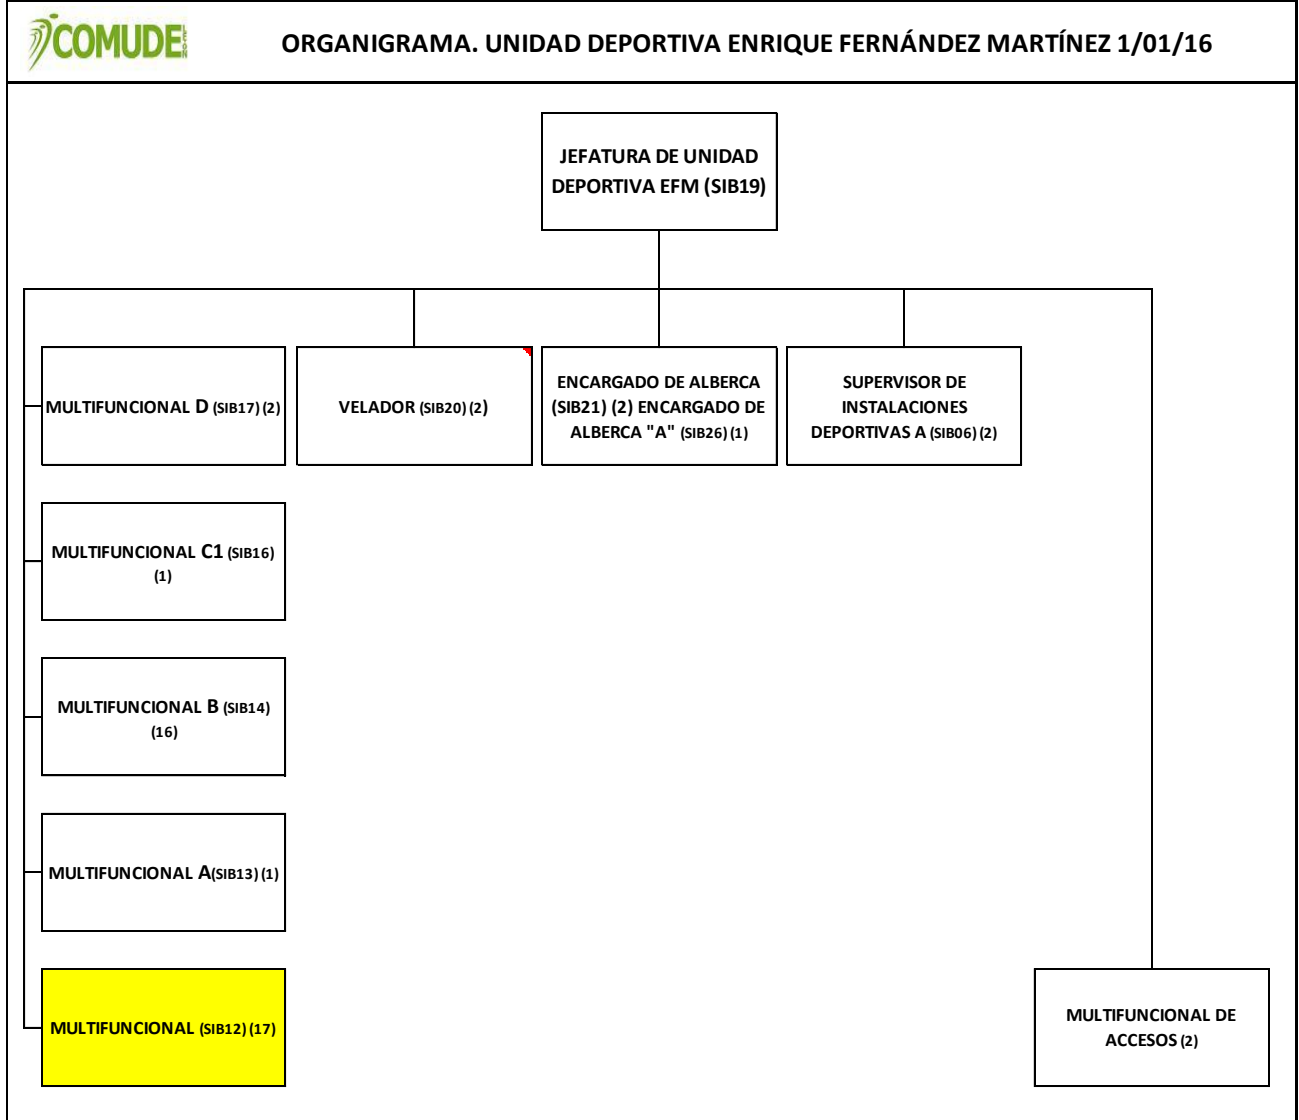 COMUDE
LEÓN
ORGANIGRAMA. UNIDAD DEPORTIVA ENRIQUE FERNÁNDEZ MARTÍNEZ 1/01/16
JEFATURA DE UNIDAD
DEPORTIVA EFM (SIB19)
MULTIFUNCIONAL D (SIB17) (2)
VELADOR (SIB20) (2)
ENCARGADO DE ALBERCA
(SIB21) (2) ENCARGADO DE
ALBERCA "A" (SIB26) (1)
SUPERVISOR DE
INSTALACIONES
DEPORTIVAS A (SIB06) (2)
MULTIFUNCIONAL C1 (SIB16)
(1)
MULTIFUNCIONAL B (SIB14)
(16)
MULTIFUNCIONAL A(SIB13) (1)
MULTIFUNCIONAL (SIB12) (17)
MULTIFUNCIONAL DE
ACCESOS (2)